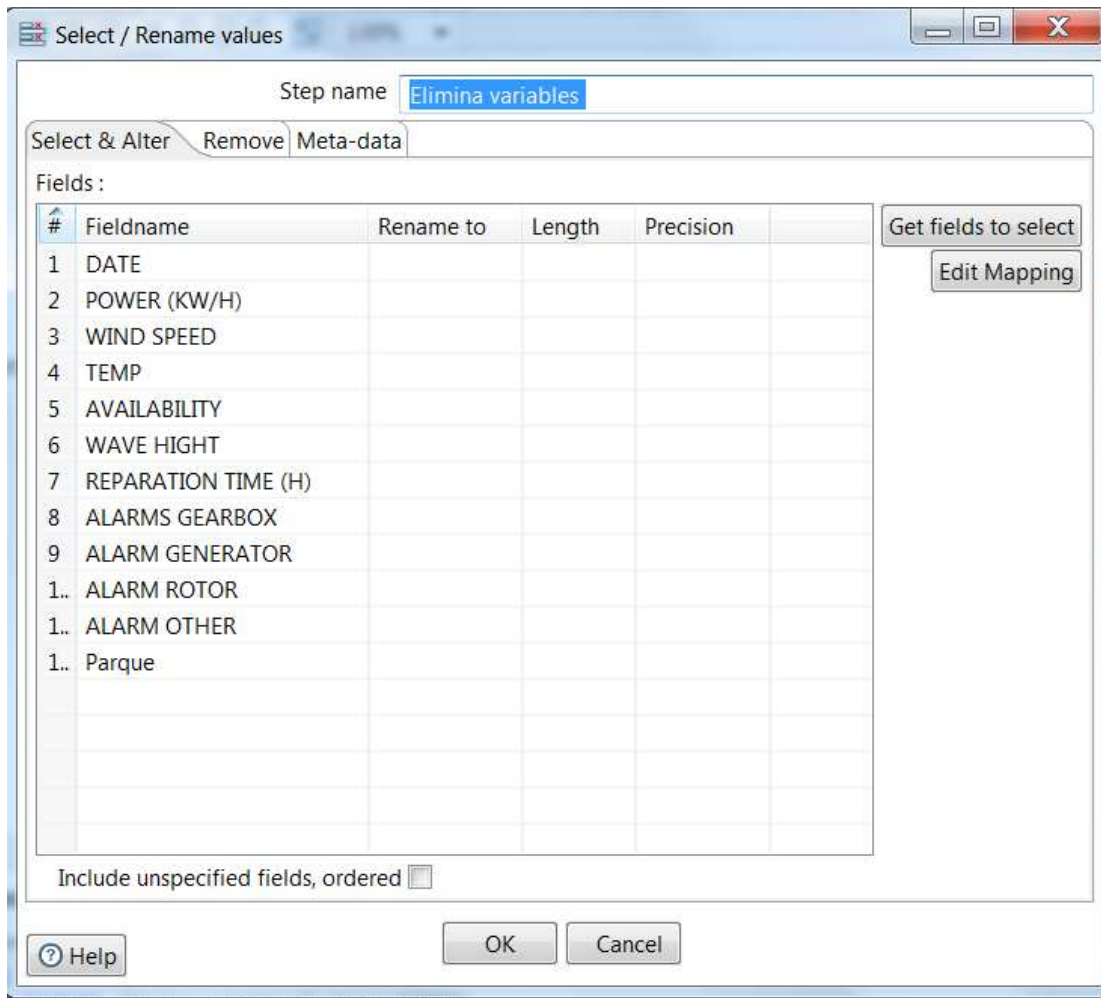 Select / Rename values
Step name Elimina variables
Select & Alter Remove Meta-data
Fields :
# Fieldname Rename to Length Precision Get fields to select
1 DATE Edit Mapping
2 POWER (KW/H)
3 WIND SPEED
4 TEMP
5 AVAILABILITY
6 WAVE HIGHT
7 REPARATION TIME (H)
8 ALARMS GEARBOX
9 ALARM GENERATOR
1.. ALARM ROTOR
1.. ALARM OTHER
1.. Parque
Include unspecified fields, ordered
Help OK Cancel